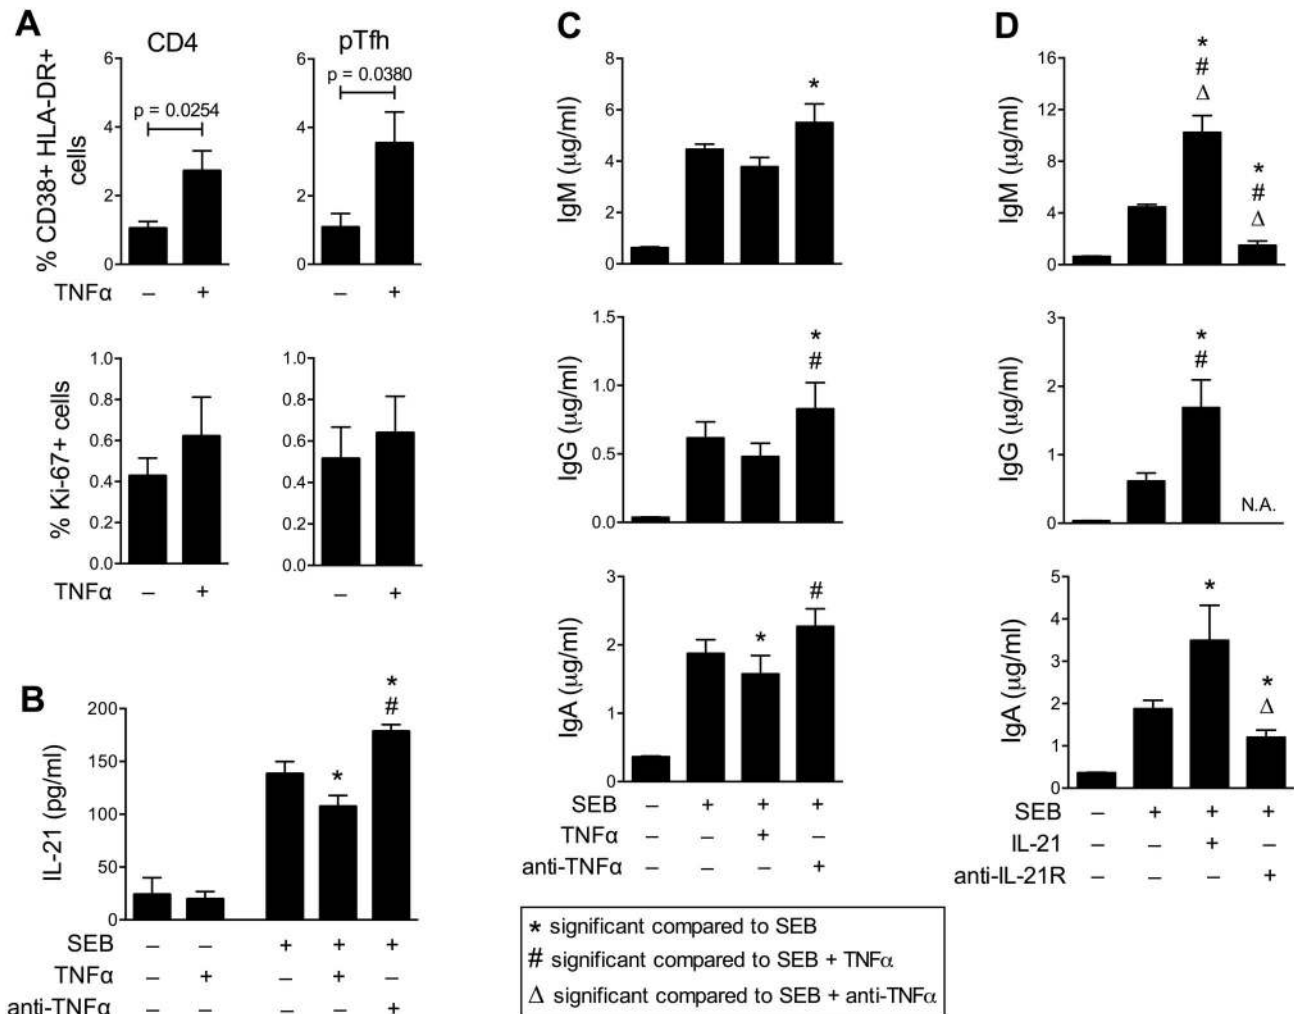 A
CD4
pTfh
% CD38+ HLA-DR+
cells
6
4
2
0
p = 0.0254
6
4
2
0
p = 0.0380
TNFα – +
– +
% Ki-67+ cells
1.0
0.8
0.6
0.4
0.2
0.0
1.0
0.8
0.6
0.4
0.2
0.0
TNFα – +
– +
B
IL-21 (pg/ml)
200
150
100
50
0
*
*
#
SEB – – + + +
TNFα – + – + –
anti-TNFα – – – – +
C
IgM (μg/ml)
8
6
4
2
0
*
IgG (μg/ml)
1.5
1.0
0.5
0.0
*
#
IgA (μg/ml)
3
2
1
0
*
#
SEB – + + +
TNFα – – + –
anti-TNFα – – – +
D
IgM (μg/ml)
16
12
8
4
0
*
#
Δ
*
#
Δ
IgG (μg/ml)
3
2
1
0
*
#
N.A.
IgA (μg/ml)
5
4
3
2
1
0
*
*
Δ
SEB – + + +
IL-21 – – + –
anti-IL-21R – – – +
* significant compared to SEB
# significant compared to SEB + TNFα
Δ significant compared to SEB + anti-TNFα